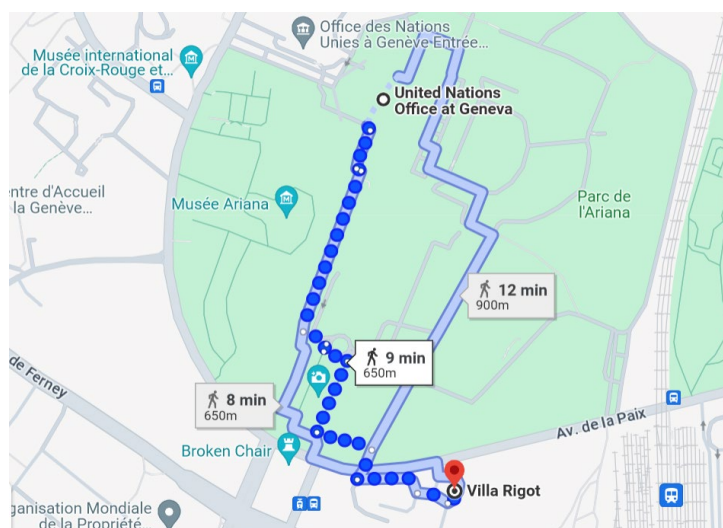 Office des Nations
Unies à Genève Entrée...
Musée international
de la Croix-Rouge et...
United Nations
Office at Geneva
entre d'Accueil
la Genève...
Musée Ariana
Parc de
l'Ariana
12 min
900m
9 min
650m
8 min
650m
de Ferney
Av. de la Paix
Broken Chair
Villa Rigot
ganisation Mondiale
de la Propriété